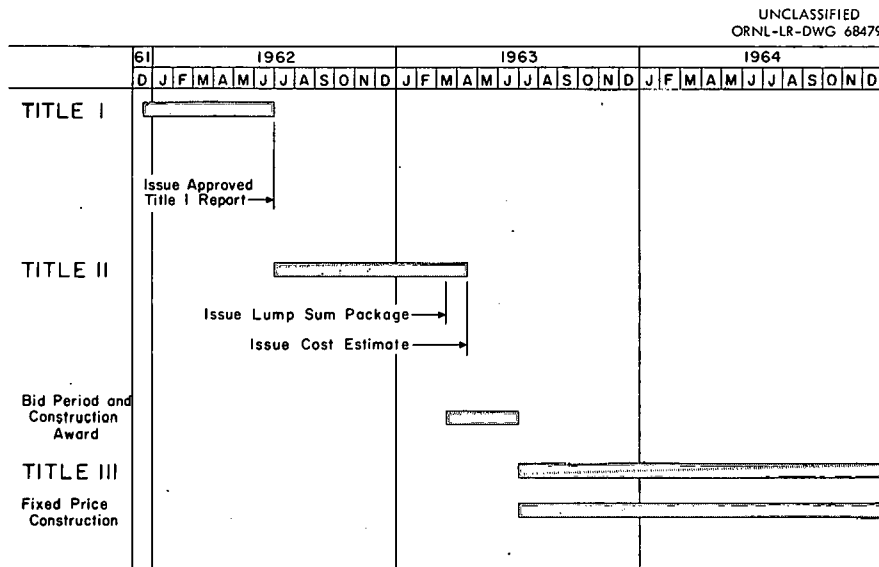 UNCLASSIFIED
ORNL-LR-DWG 68479
61 1962 1963 1964
D J F M A M J J A S O N D J F M A M J J A S O N D J F M A M J J A S O N D
TITLE I
Issue Approved
Title I Report
TITLE II
Issue Lump Sum Package
Issue Cost Estimate
Bid Period and
Construction
Award
TITLE III
Fixed Price
Construction